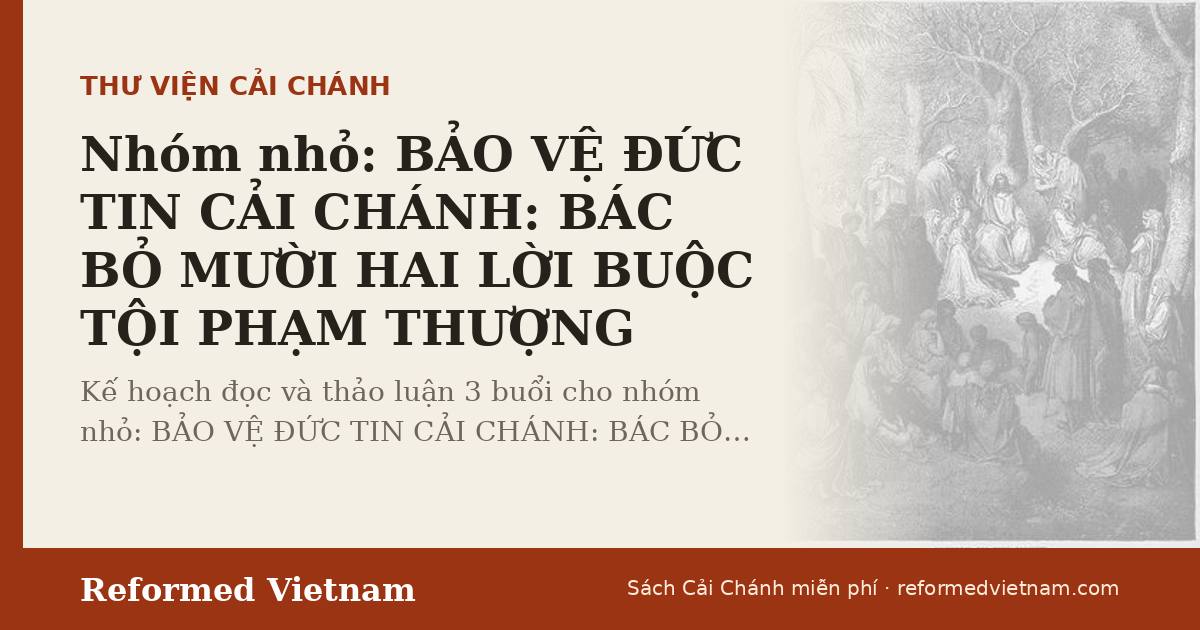 THƯ VIỆN CẢI CHÁNH
Nhóm nhỏ: BẢO VỆ ĐỨC
TIN CẢI CHÁNH: BÁC
BỎ MƯỜI HAI LỜI BUỘC
TỘI PHẠM THƯỢNG
Kế hoạch đọc và thảo luận 3 buổi cho nhóm
nhỏ: BẢO VỆ ĐỨC TIN CẢI CHÁNH: BÁC BỎ…
Reformed Vietnam
Sách Cải Chánh miễn phí · reformedvietnam.com